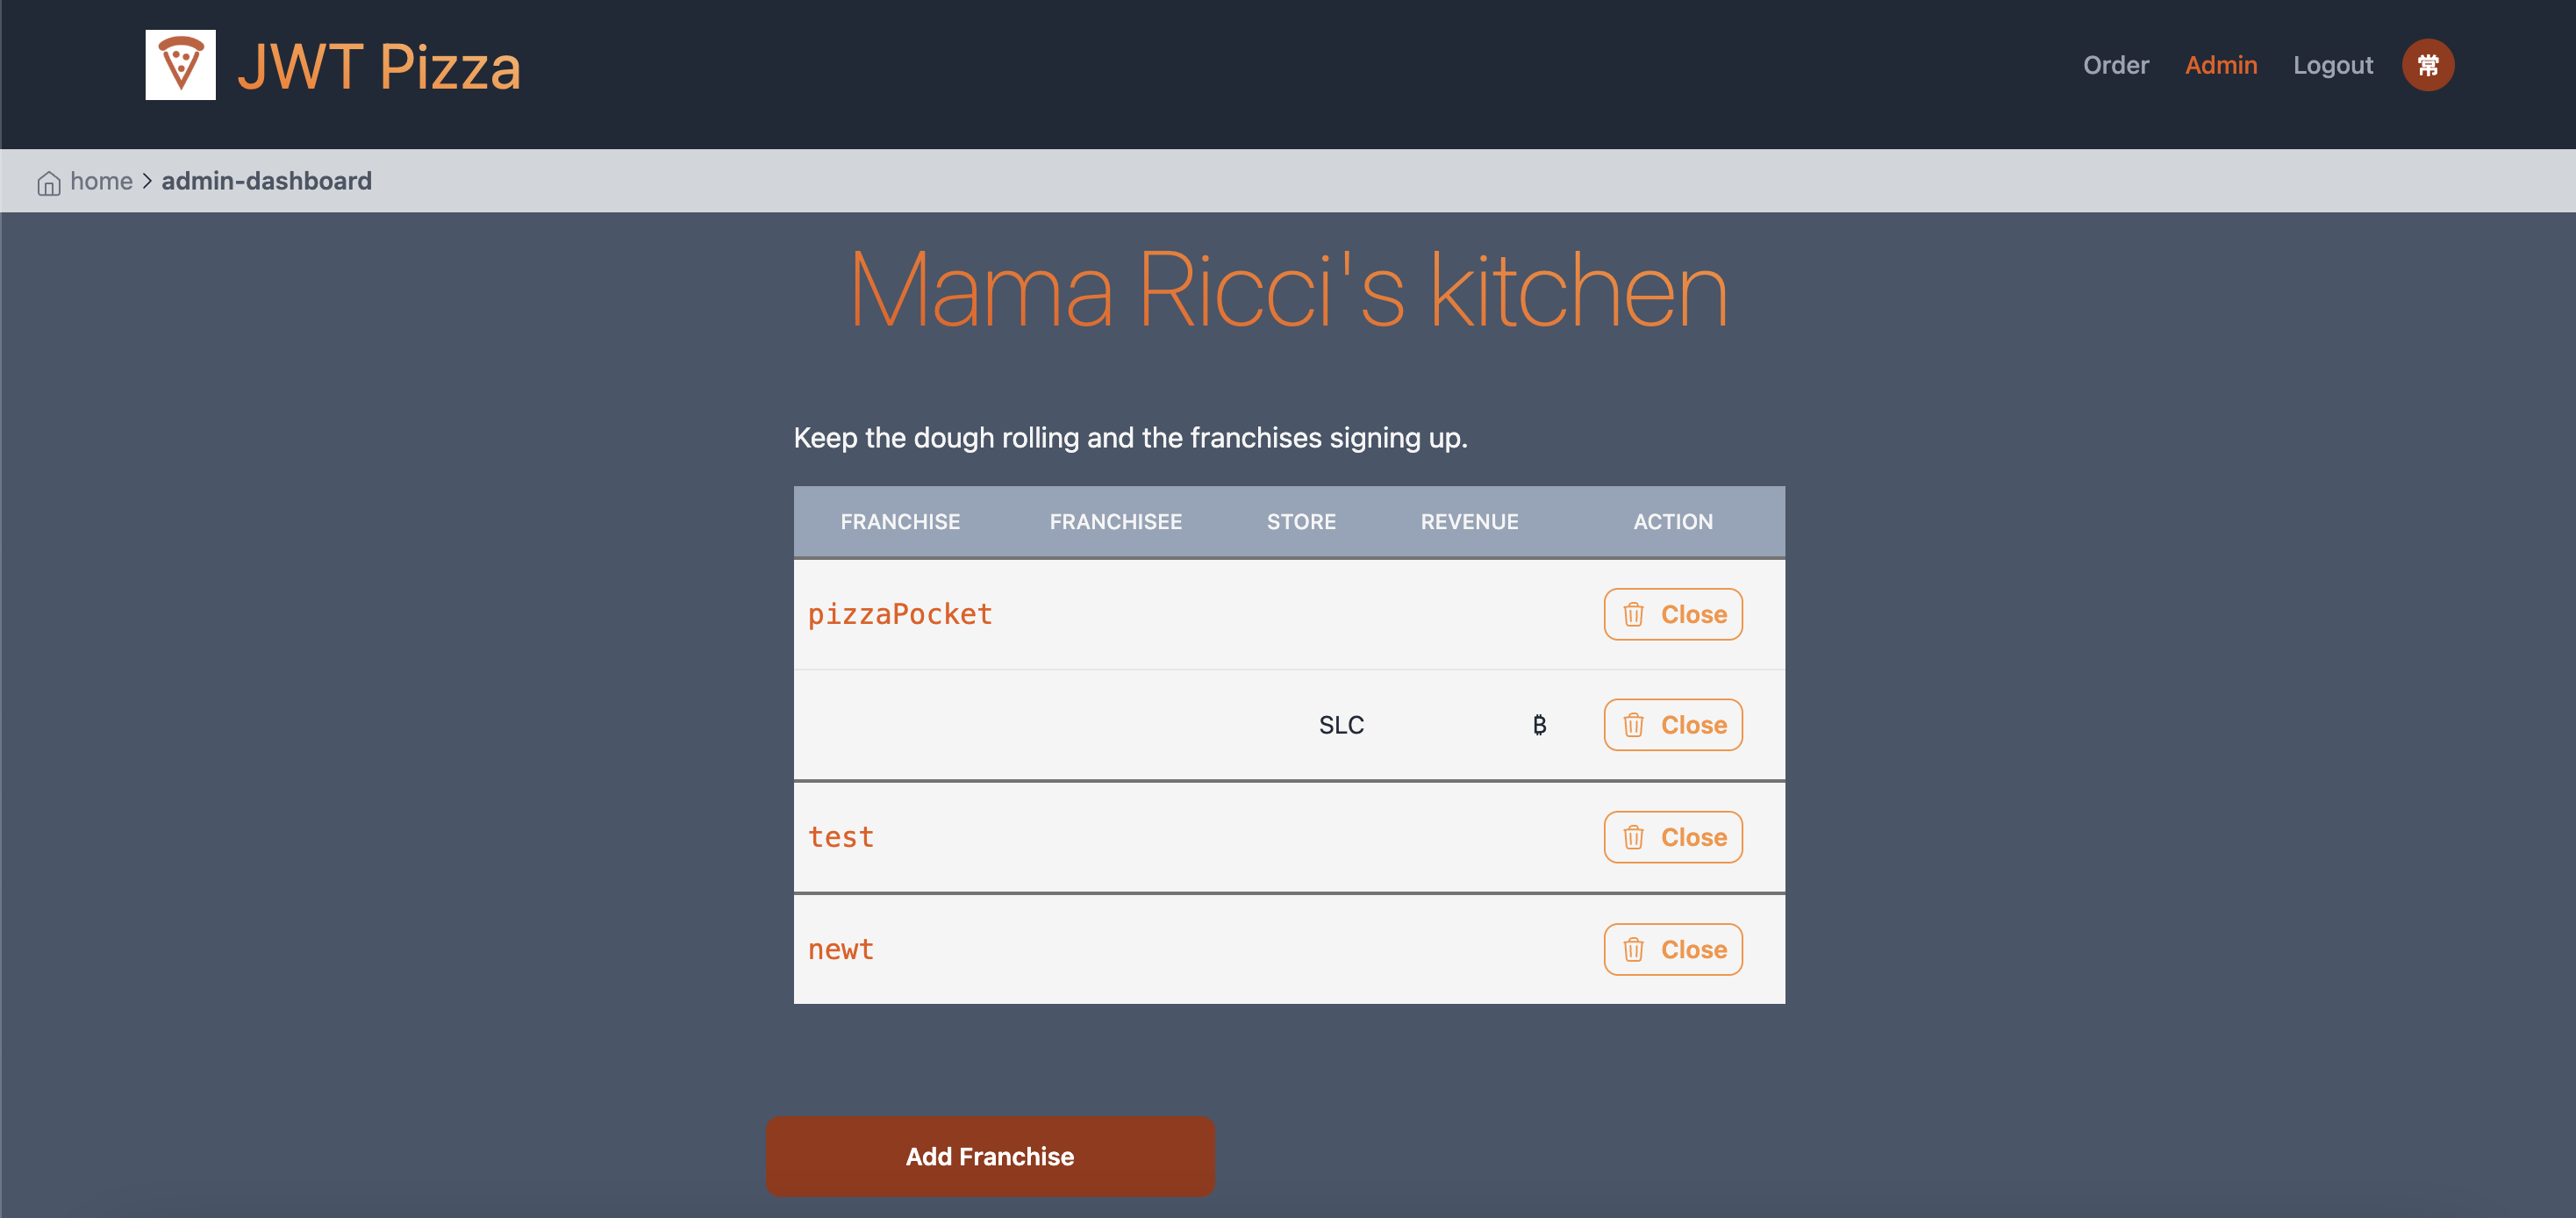 JWT Pizza
Order Admin Logout 常
home > admin-dashboard
Mama Ricci's kitchen
Keep the dough rolling and the franchises signing up.
FRANCHISE FRANCHISEE STORE REVENUE ACTION
pizzaPocket Close
SLC ₿ Close
test Close
newt Close
Add Franchise